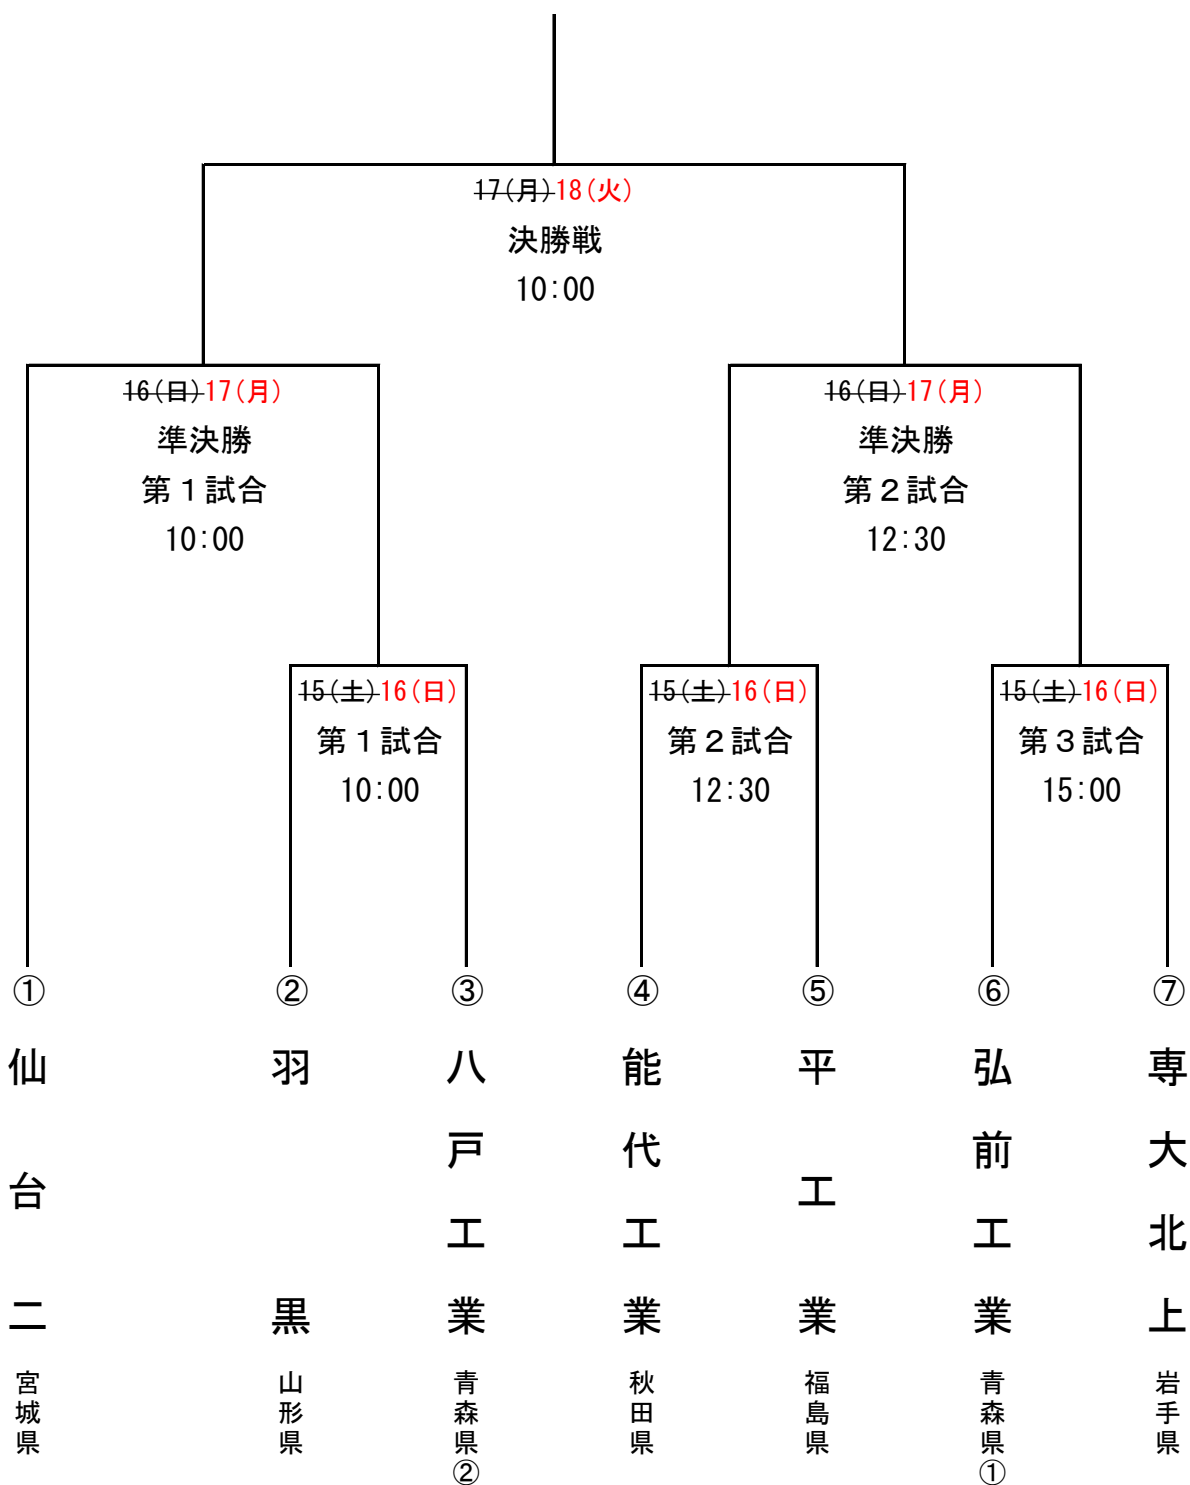 17(月)18(火)
決勝戦
10:00
16(日)17(月)
準決勝
第1試合
10:00
16(日)17(月)
準決勝
第2試合
12:30
15(土)16(日)
第1試合
10:00
15(土)16(日)
第2試合
12:30
15(土)16(日)
第3試合
15:00
①
仙台二
宮城県
②
羽黒
山形県
③
八戸工業
青森県②
④
能代工業
秋田県
⑤
平工業
福島県
⑥
弘前工業
青森県①
⑦
専大北上
岩手県